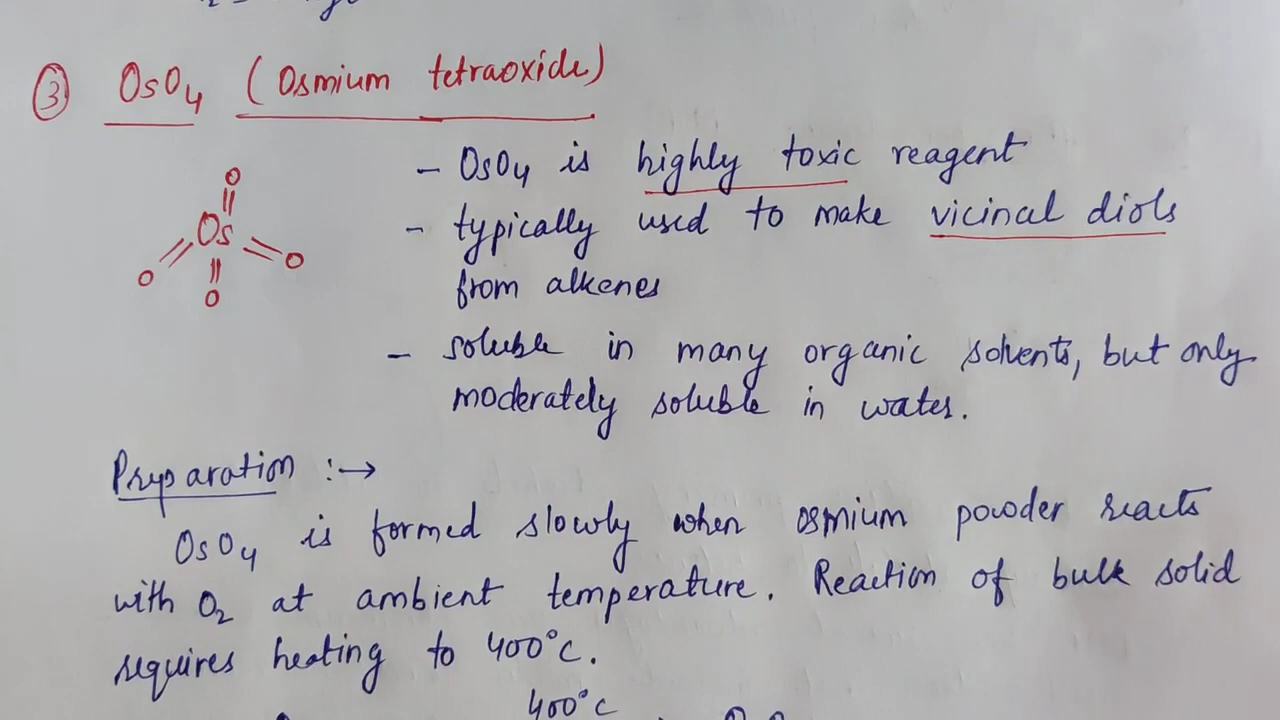 ③ OsO4 (Osmium tetraoxide)
O
Os
O
O
O
- OsO4 is highly toxic reagent
- typically used to make vicinal diols
from alkenes
- soluble in many organic solvents, but only
moderately soluble in water.
Preparation :→
OsO4 is formed slowly when osmium powder reacts
with O2 at ambient temperature. Reaction of bulk solid
requires heating to 400°C.
400°C